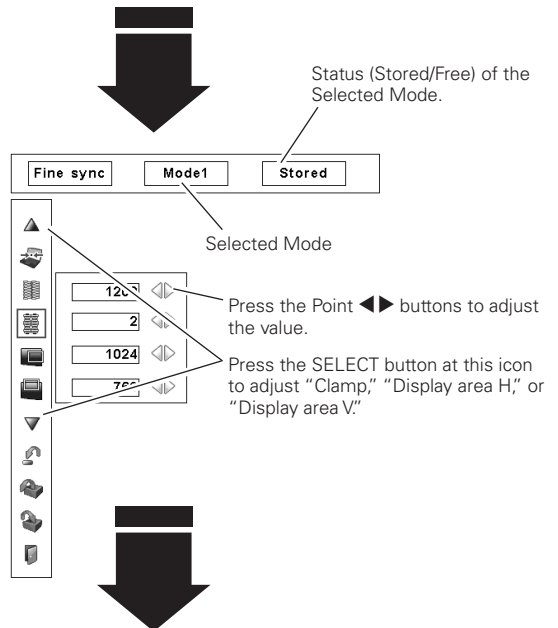 Status (Stored/Free) of the
Selected Mode.
Fine sync Mode1 Stored
Selected Mode
2
1024
Press the Point ◀▶ buttons to adjust
the value.
Press the SELECT button at this icon
to adjust “Clamp,” “Display area H,” or
“Display area V.”